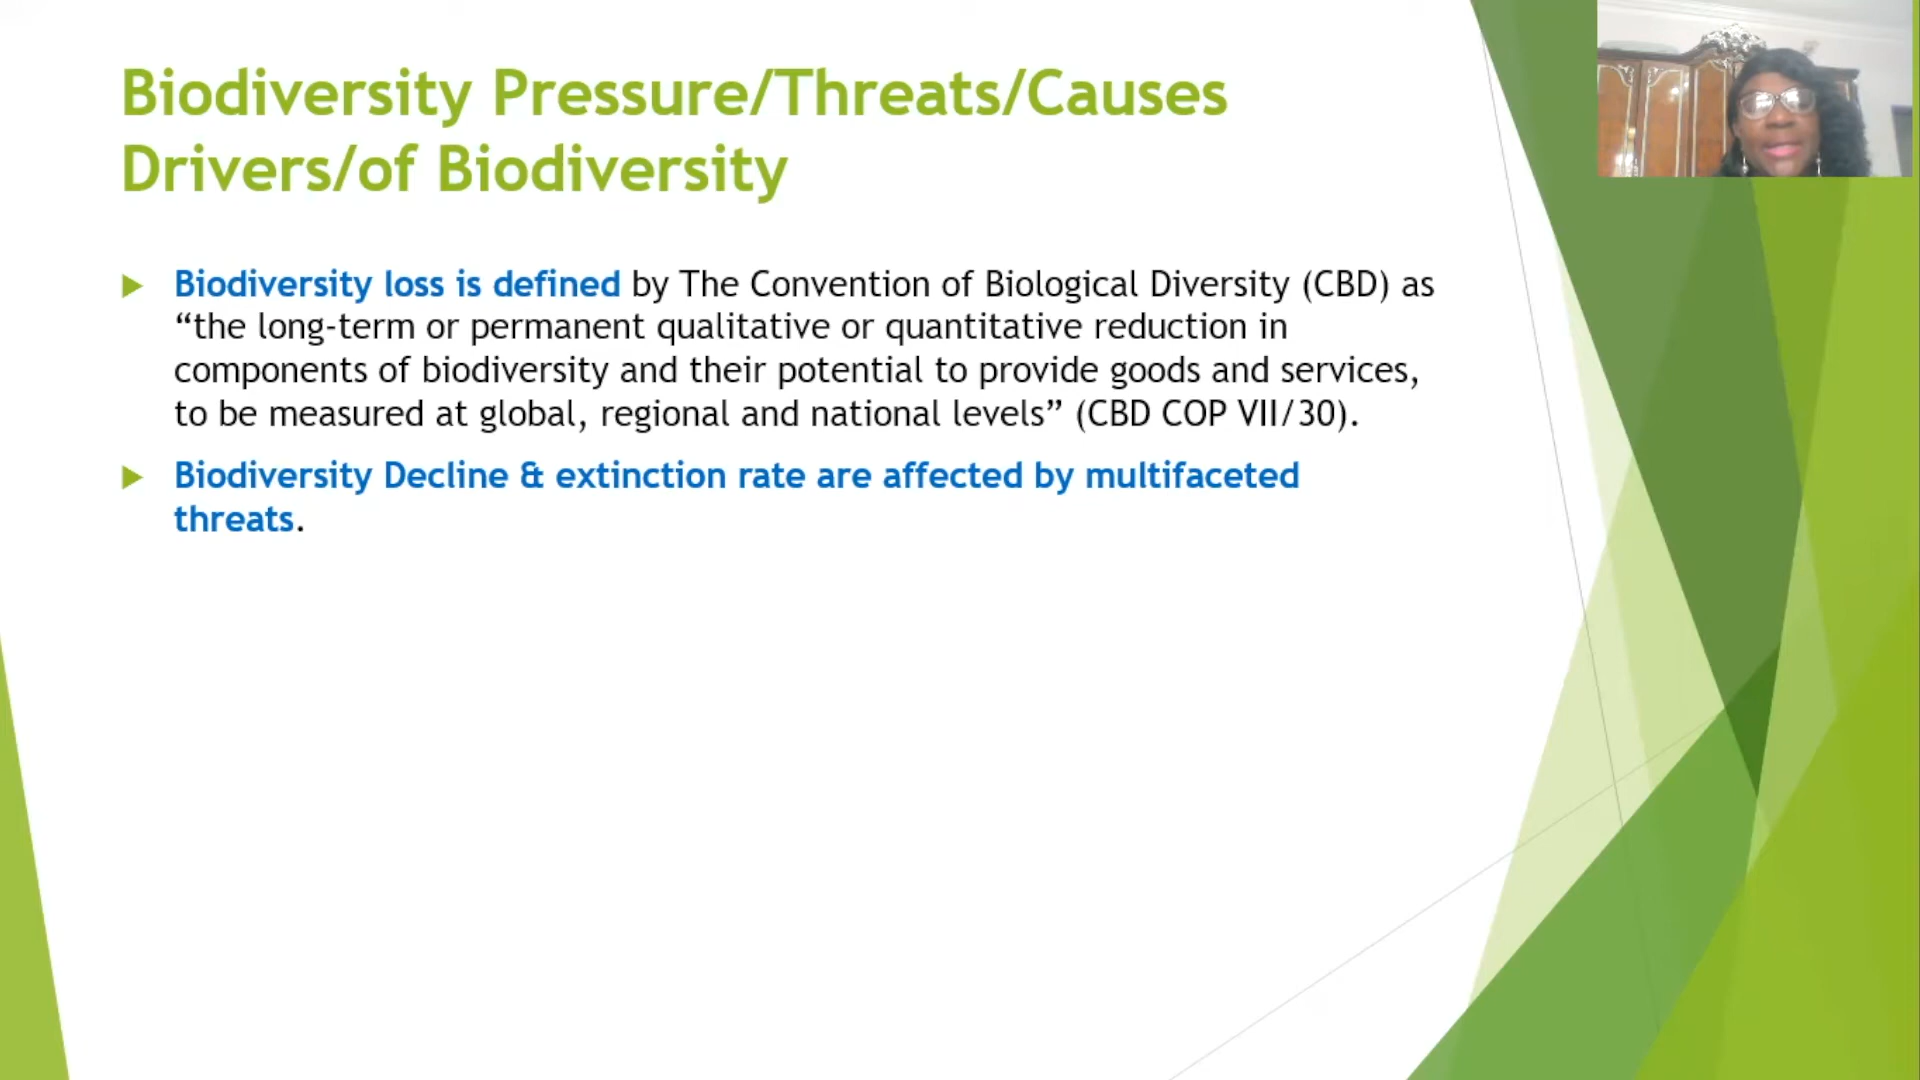 Biodiversity Pressure/Threats/Causes
Drivers/of Biodiversity
Biodiversity loss is defined by The Convention of Biological Diversity (CBD) as
“the long-term or permanent qualitative or quantitative reduction in
components of biodiversity and their potential to provide goods and services,
to be measured at global, regional and national levels” (CBD COP VII/30).
Biodiversity Decline & extinction rate are affected by multifaceted
threats.